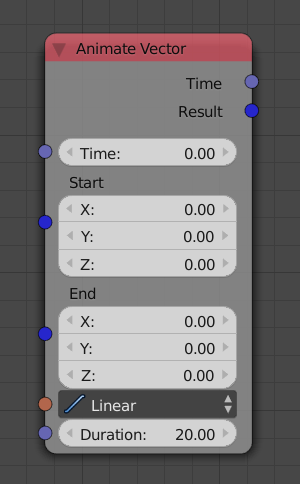 Animate Vector
Time
Result
Time: 0.00
Start
X: 0.00
Y: 0.00
Z: 0.00
End
X: 0.00
Y: 0.00
Z: 0.00
Linear
Duration: 20.00